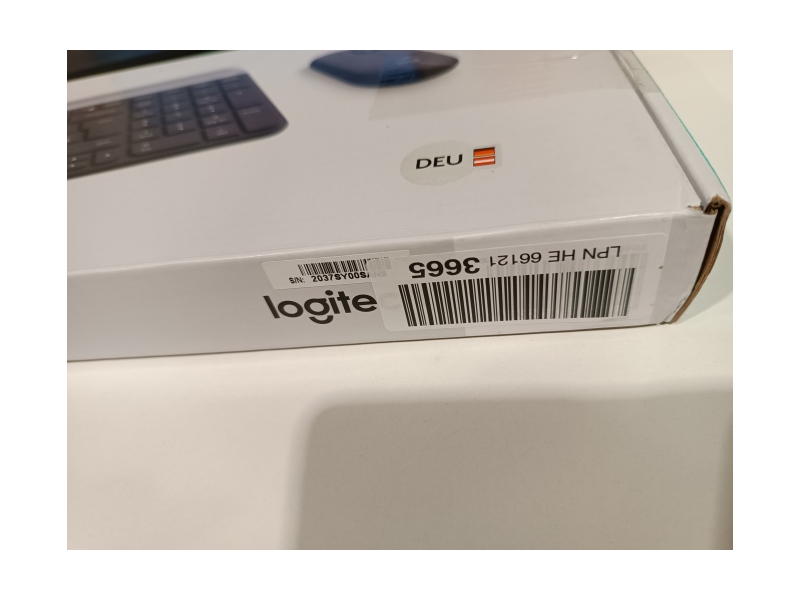 DEU
S/N: 2037SY00S
logite
LPN HE 66121 3665